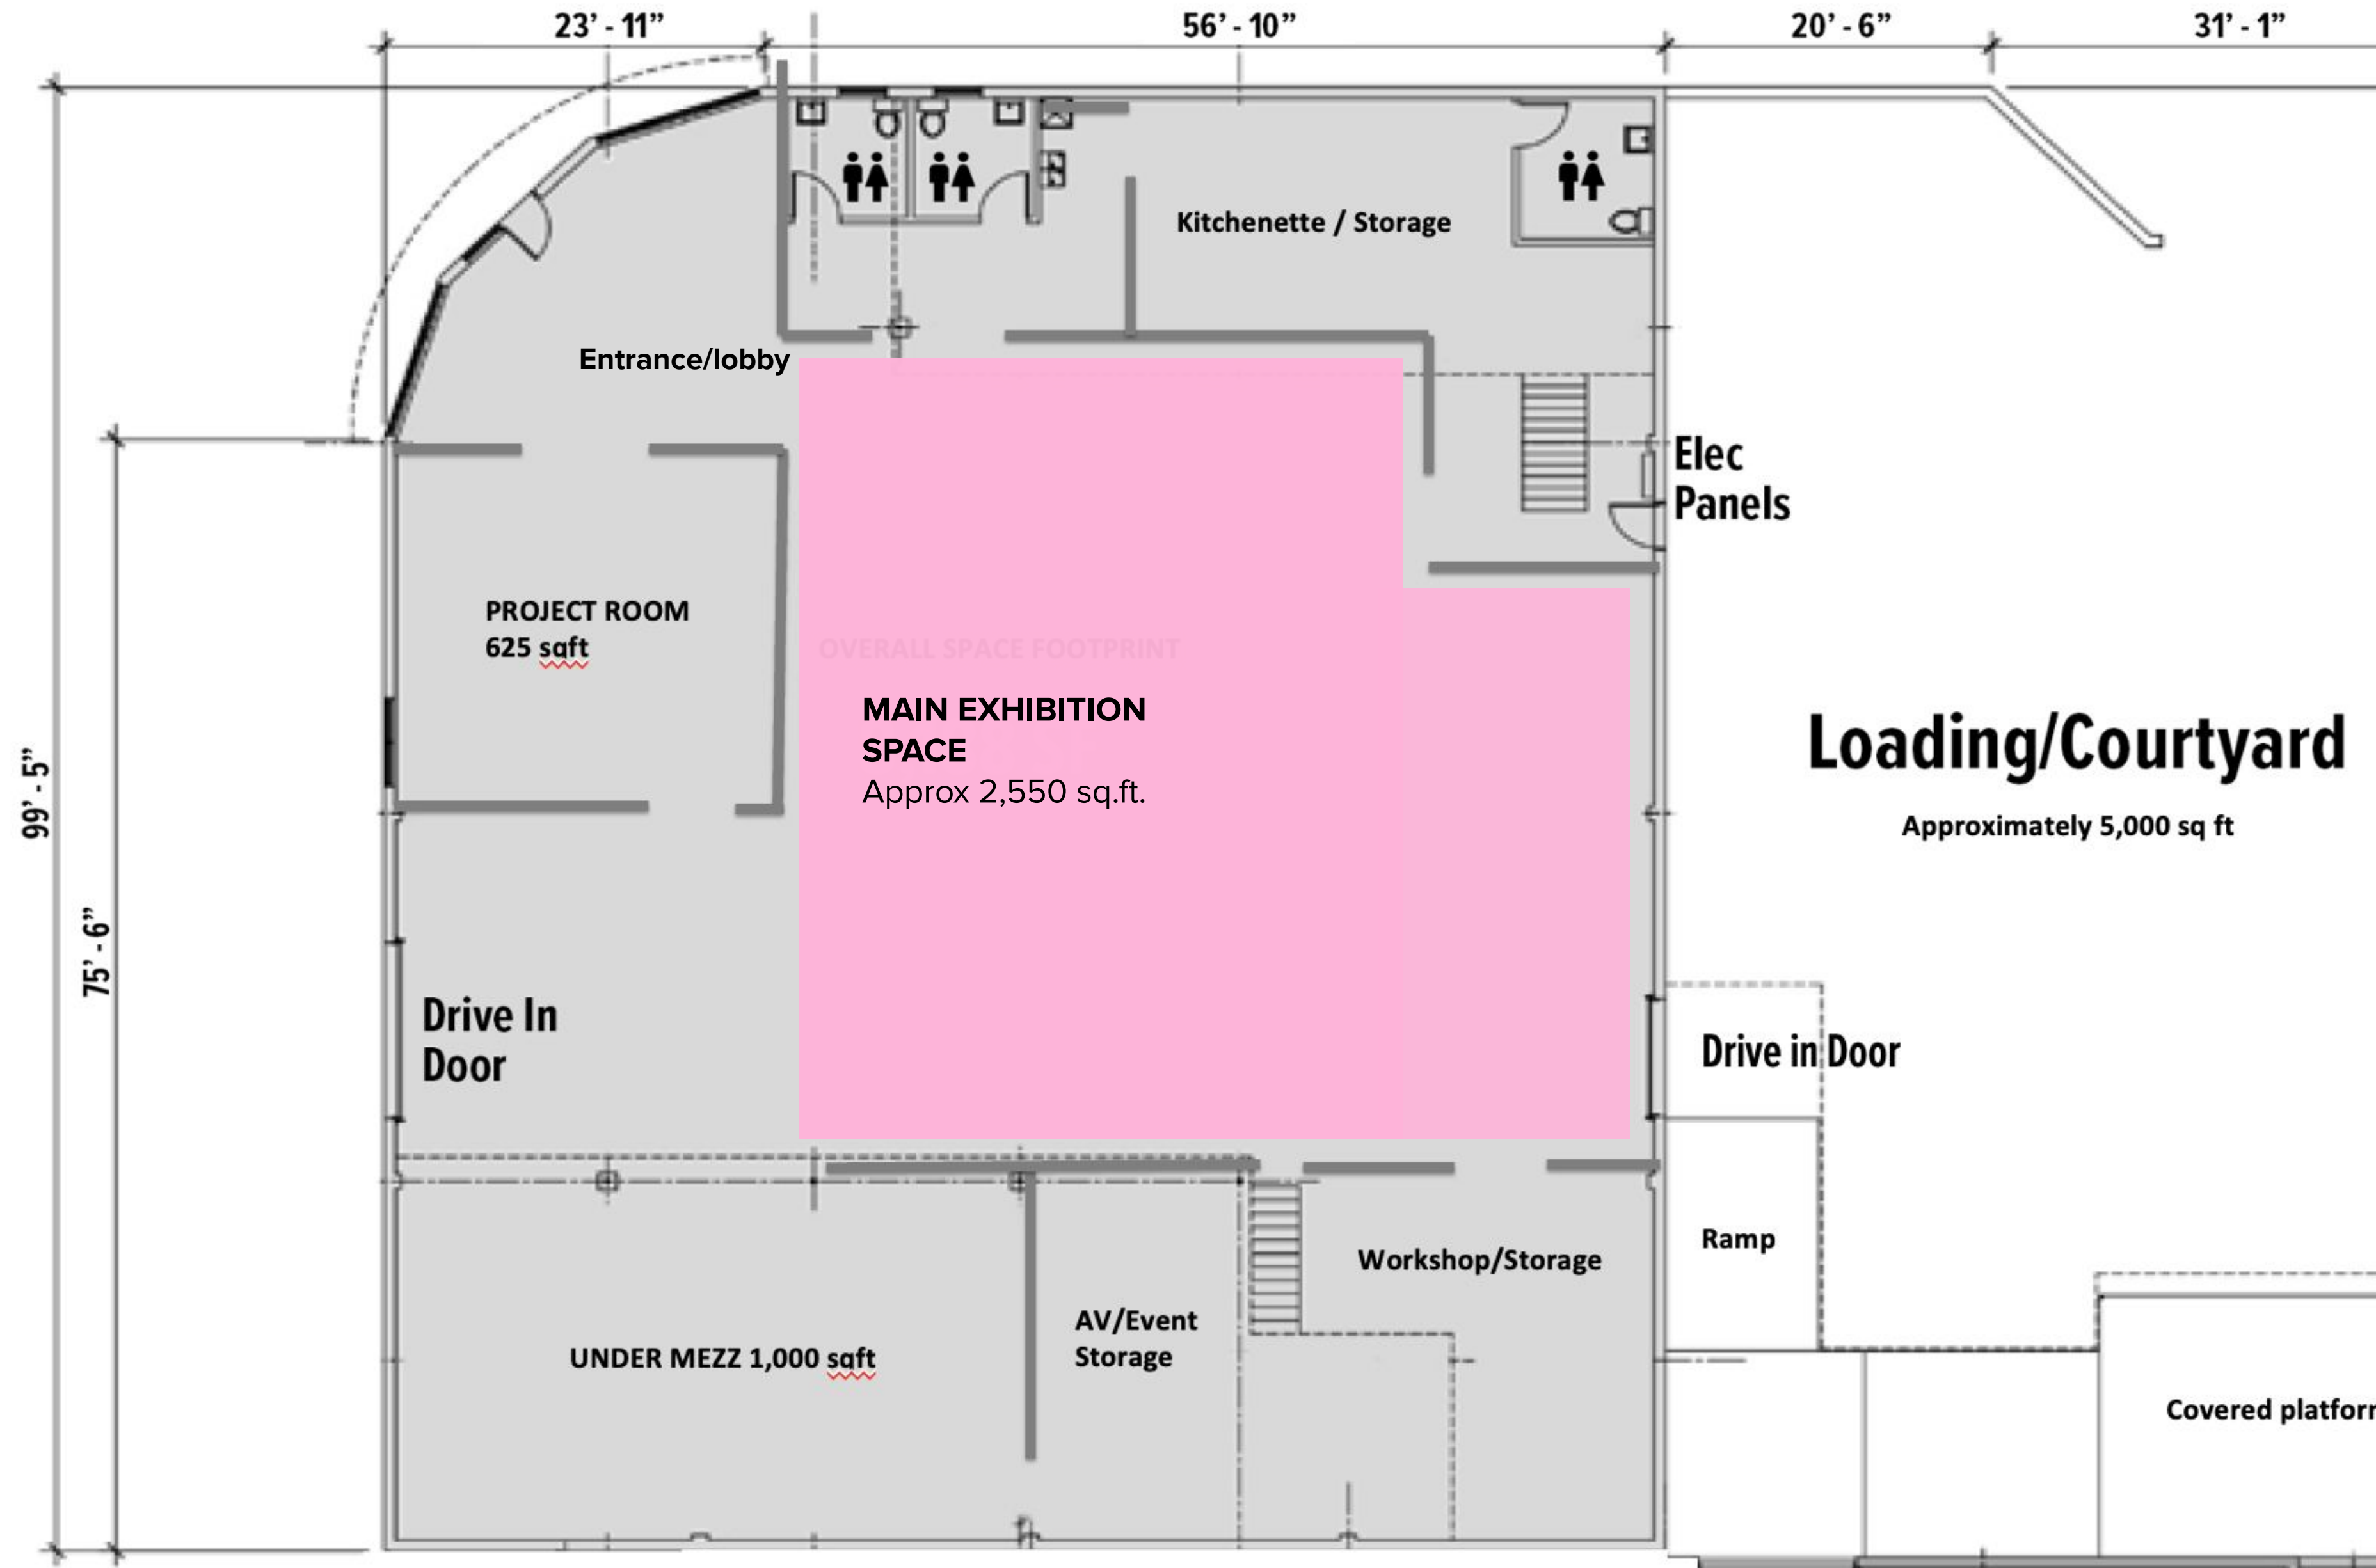 23’ - 11”
56’ - 10”
20’ - 6”
31’ - 1”
Kitchenette / Storage
Entrance/lobby
Elec
Panels
PROJECT ROOM
625 sqft
OVERALL SPACE FOOTPRINT
MAIN EXHIBITION
SPACE
Approx 2,550 sq.ft.
Loading/Courtyard
Approximately 5,000 sq ft
99’ - 5”
75’ - 6”
Drive In
Door
Drive in Door
Ramp
Workshop/Storage
AV/Event
Storage
UNDER MEZZ 1,000 sqft
Covered platfor